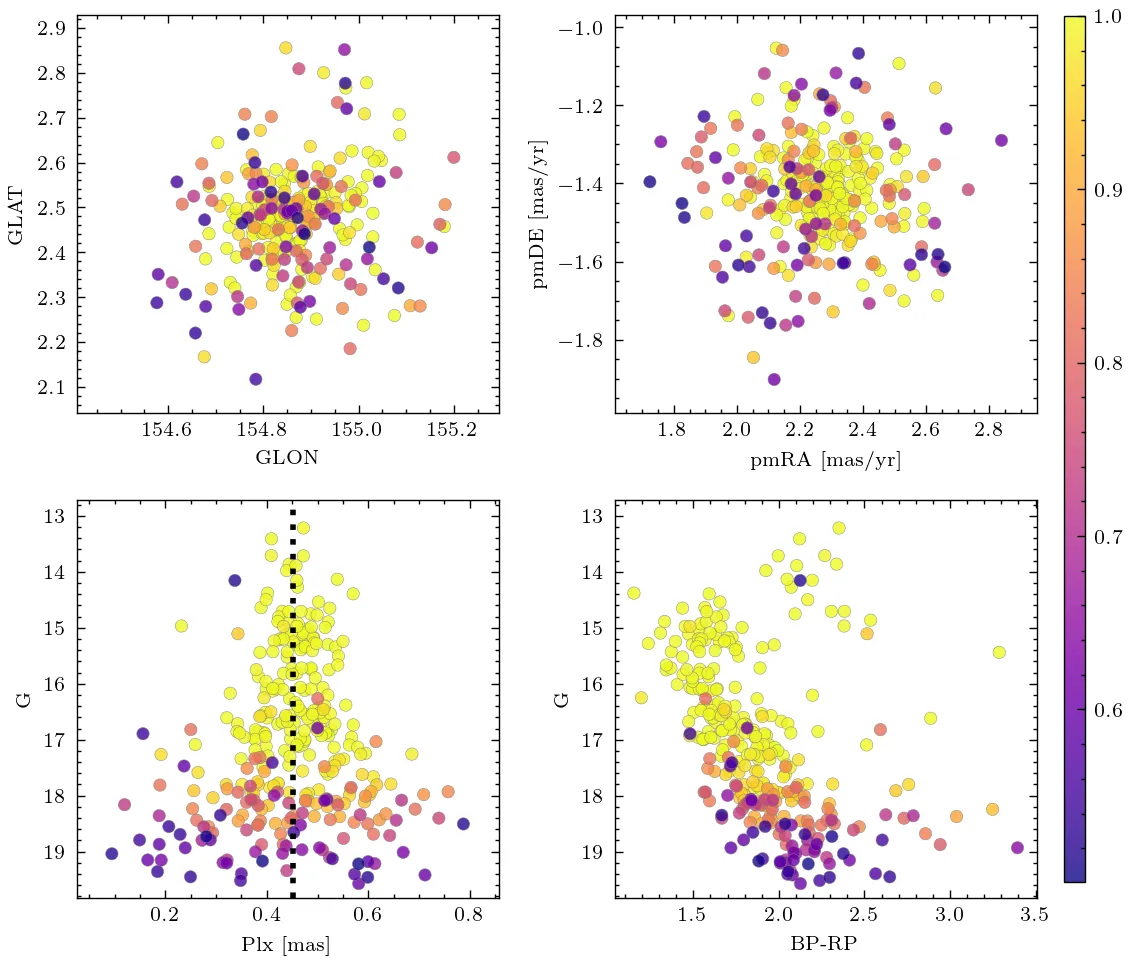 2.9
2.8
2.7
2.6
2.5
2.4
2.3
2.2
2.1
GLAT
154.6 154.8 155.0 155.2
GLON
−1.0
−1.2
−1.4
−1.6
−1.8
pmDE [mas/yr]
1.8 2.0 2.2 2.4 2.6 2.8
pmRA [mas/yr]
13
14
15
16
17
18
19
G
0.2 0.4 0.6 0.8
Plx [mas]
13
14
15
16
17
18
19
G
1.5 2.0 2.5 3.0 3.5
BP-RP
1.0
0.9
0.8
0.7
0.6